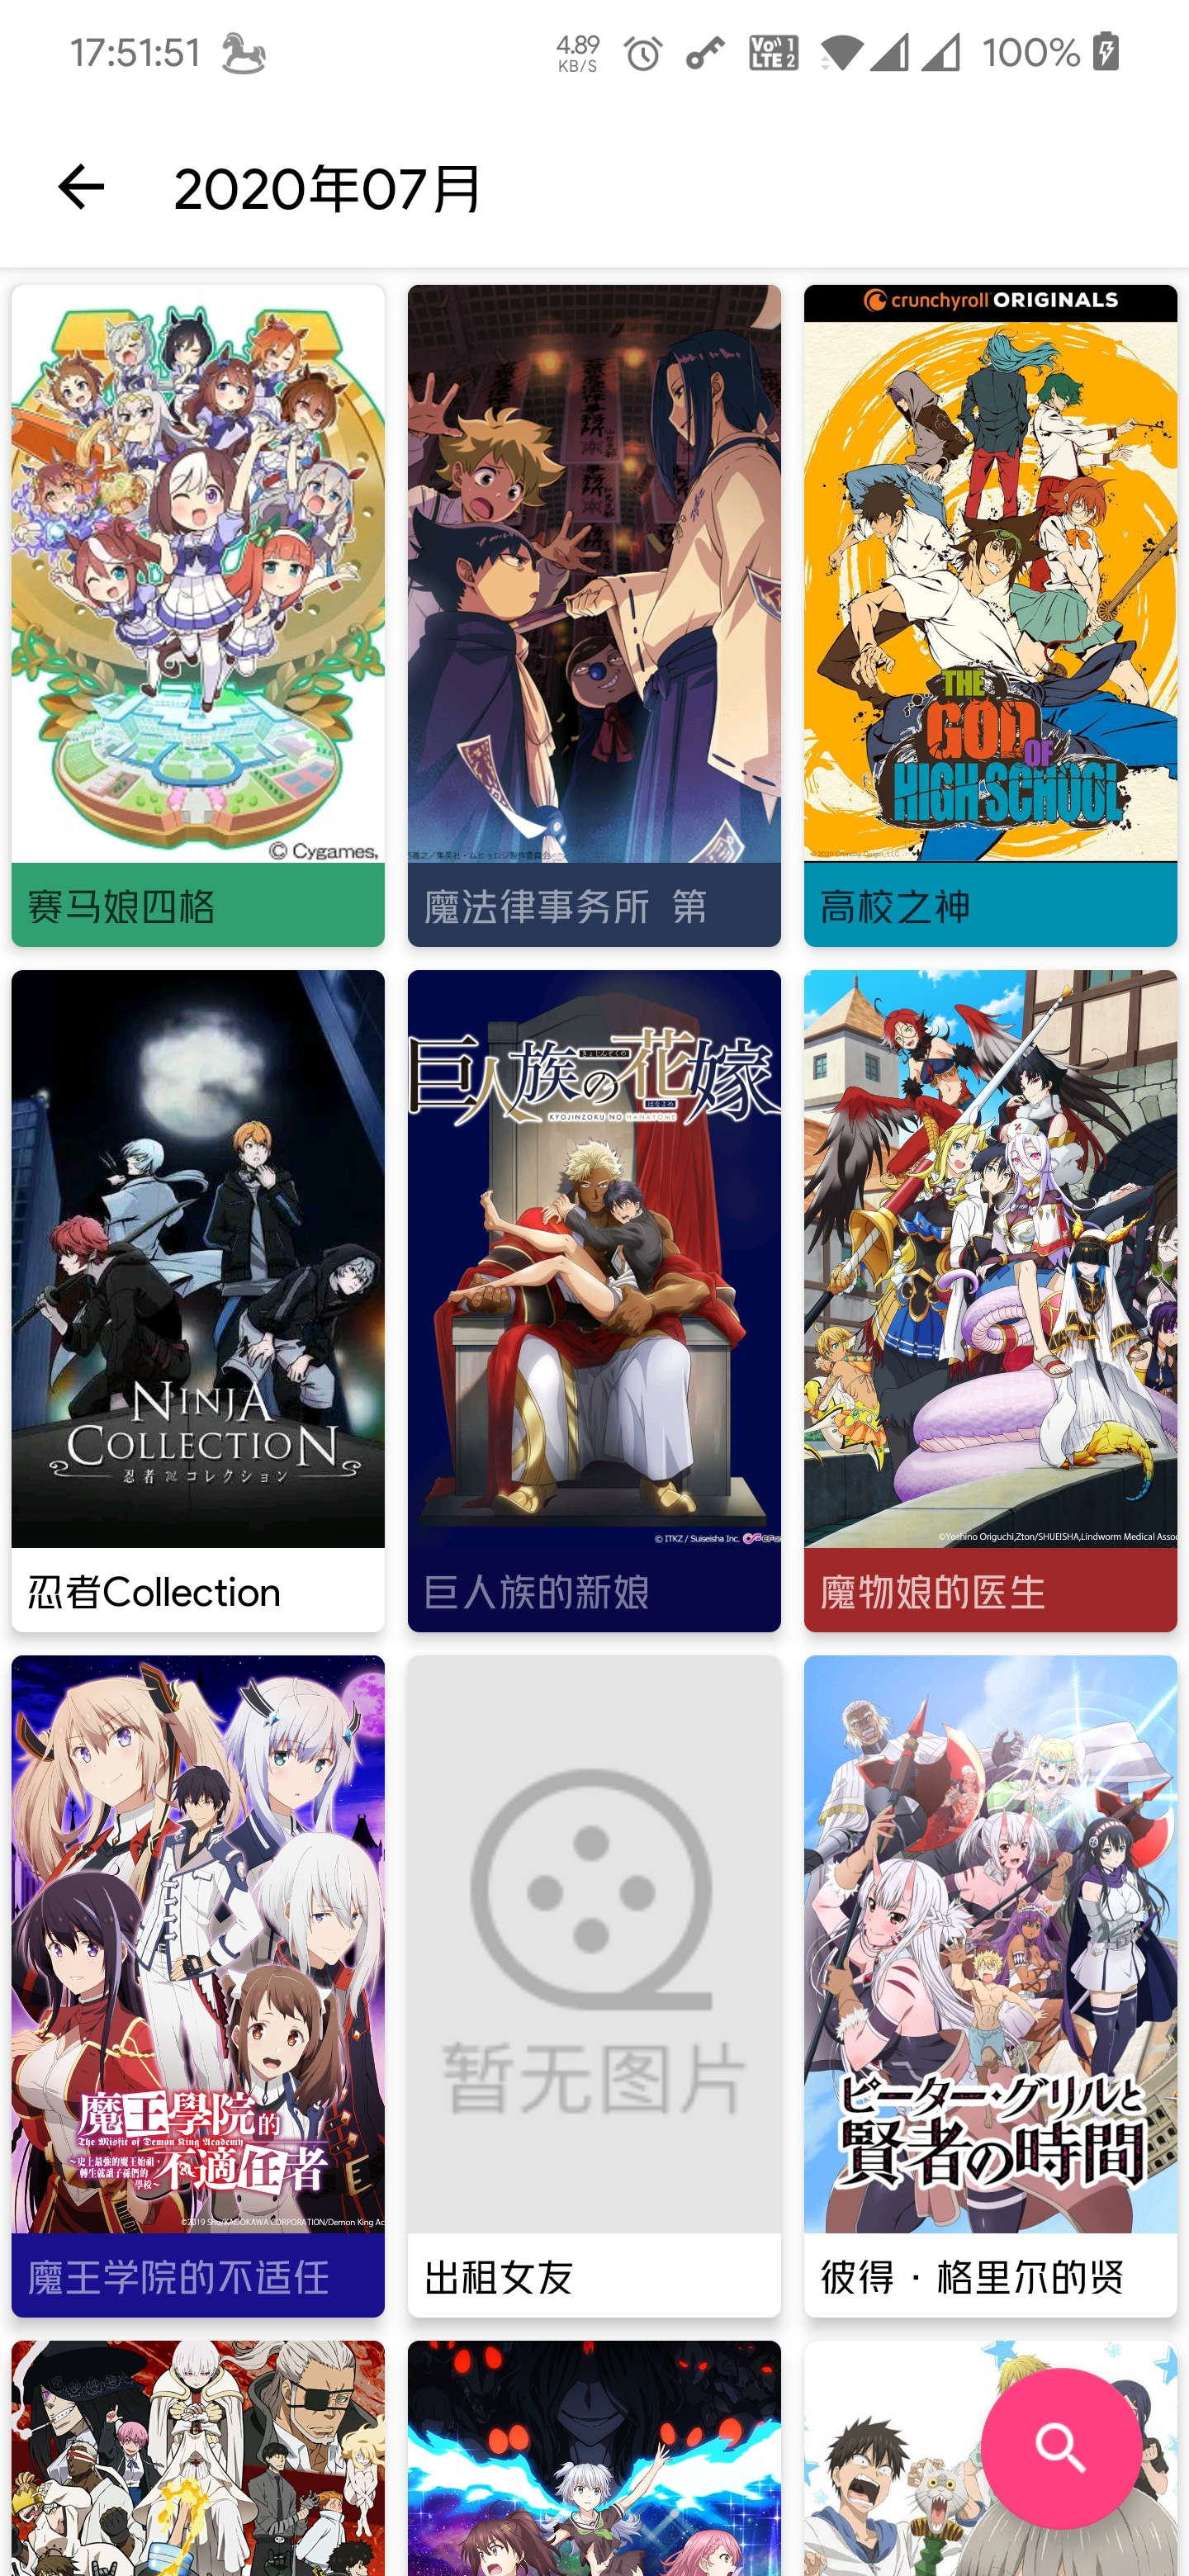 17:51:51
4.89
KB/S
Vo 1
LTE 2
100%
2020年07月
crunchyroll ORIGINALS
THE
GOD
OF
HIGH SCHOOL
© Cygames,
赛马娘四格
魔法律事务所 第
高校之神
巨人族の花嫁
KYOJINZOKU NO HANAYOME
NINJA
COLLECTION
忍者コレクション
© ITKZ / Suiseisha Inc.
©Yoshino Origuchi,Zton/SHUEISHA,Lindworm Medical Assoc
忍者Collection
巨人族的新娘
魔物娘的医生
暂无图片
魔王學院的
The Misfit of Demon King Academy
不適任者
~史上最強的魔王始祖,
轉生就讀子孫們的
學校~
ピーター・グリルと
賢者の時間
©2019 Shu/KADOKAWA CORPORATION/Demon King Ac
魔王学院的不适任
出租女友
彼得·格里尔的贤